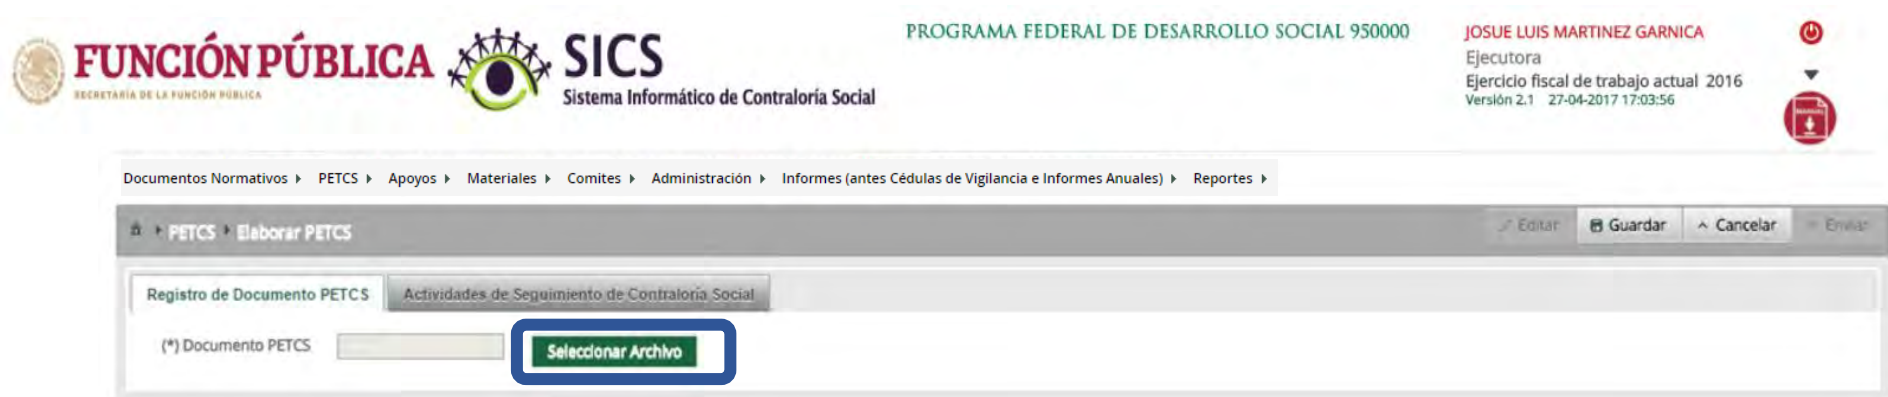 FUNCIÓN PÚBLICA
SECRETARÍA DE LA FUNCIÓN PÚBLICA
SICS
Sistema Informático de Contraloría Social
PROGRAMA FEDERAL DE DESARROLLO SOCIAL 950000
JOSUE LUIS MARTINEZ GARNICA
Ejecutora
Ejercicio fiscal de trabajo actual 2016
Versión 2.1 27-04-2017 17:03:56
Documentos Normativos PETCS Apoyos Materiales Comites Administración Informes (antes Cédulas de Vigilancia e Informes Anuales) Reportes
PETCS Elaborar PETCS
Editar Guardar Cancelar Enviar
Registro de Documento PETCS Actividades de Seguimiento de Contraloría Social
(*) Documento PETCS Seleccionar Archivo